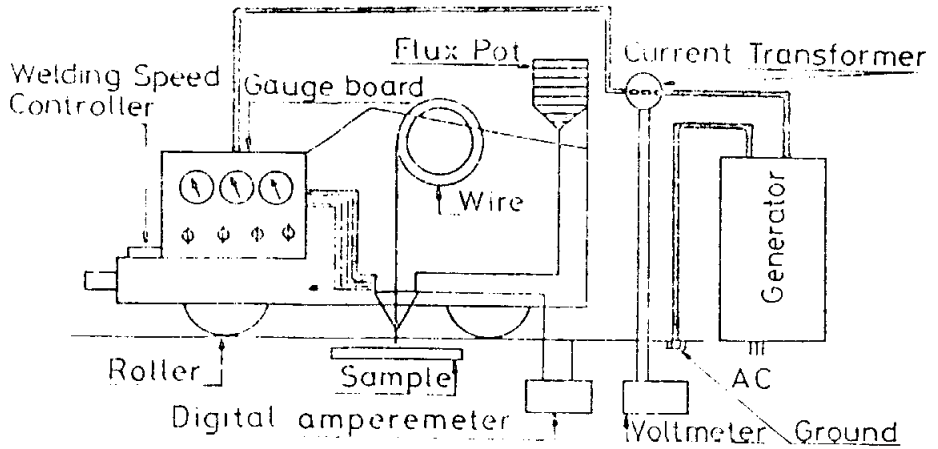 Flux Pot
Current Transformer
Welding Speed
Controller
Gauge board
Wire
Generator
Roller
Sample
AC
Digital amperemeter
Voltmeter
Ground